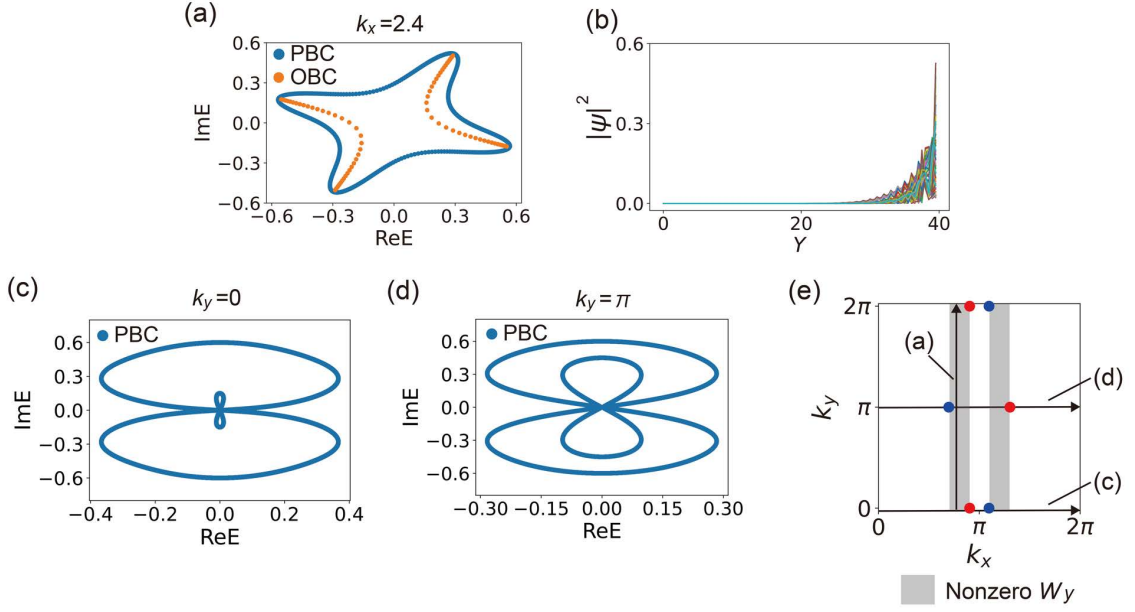 (a)
k_x = 2.4
PBC
OBC
ImE
0.6
0.3
0.0
−0.3
−0.6
−0.6 −0.3 0.0 0.3 0.6
ReE
(b)
|ψ|²
0.6
0.3
0.0
0 20 40
Y
(c)
k_y = 0
PBC
ImE
0.6
0.3
0.0
−0.3
−0.6
−0.4 −0.2 0.0 0.2 0.4
ReE
(d)
k_y = π
PBC
ImE
0.6
0.3
0.0
−0.3
−0.6
−0.30 −0.15 0.00 0.15 0.30
ReE
(e)
k_y
2π
π
0
(a)
(d)
(c)
0 π 2π
k_x
Nonzero W_y